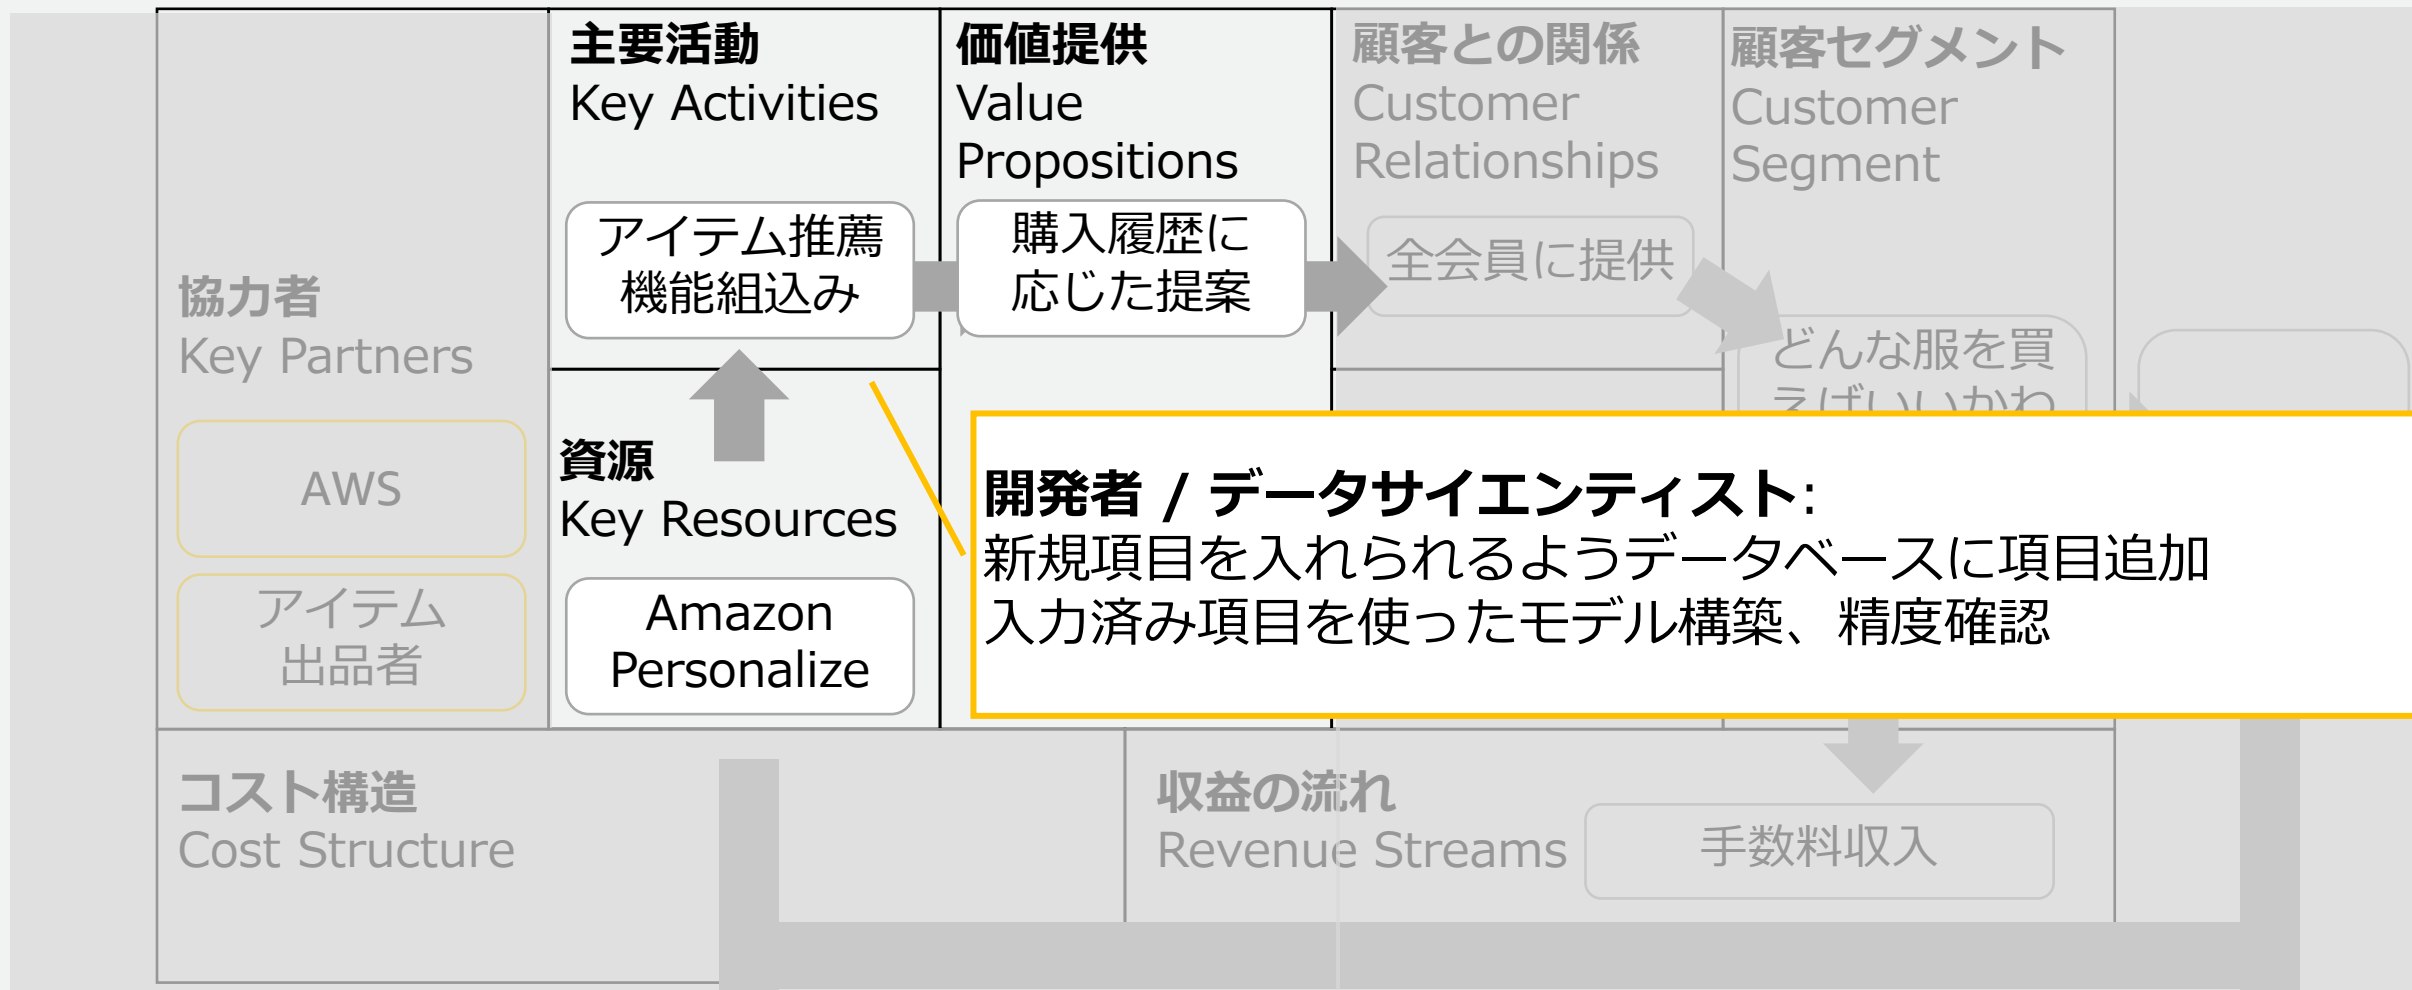 主要活動
Key Activities
アイテム推薦
機能組込み
価値提供
Value
Propositions
購入履歴に
応じた提案
顧客との関係
Customer
Relationships
全会員に提供
顧客セグメント
Customer
Segment
どんな服を買
えばいいかわ
協力者
Key Partners
AWS
アイテム
出品者
資源
Key Resources
Amazon
Personalize
開発者 / データサイエンティスト:
新規項目を入れられるようデータベースに項目追加
入力済み項目を使ったモデル構築、精度確認
コスト構造
Cost Structure
収益の流れ
Revenue Streams
手数料収入